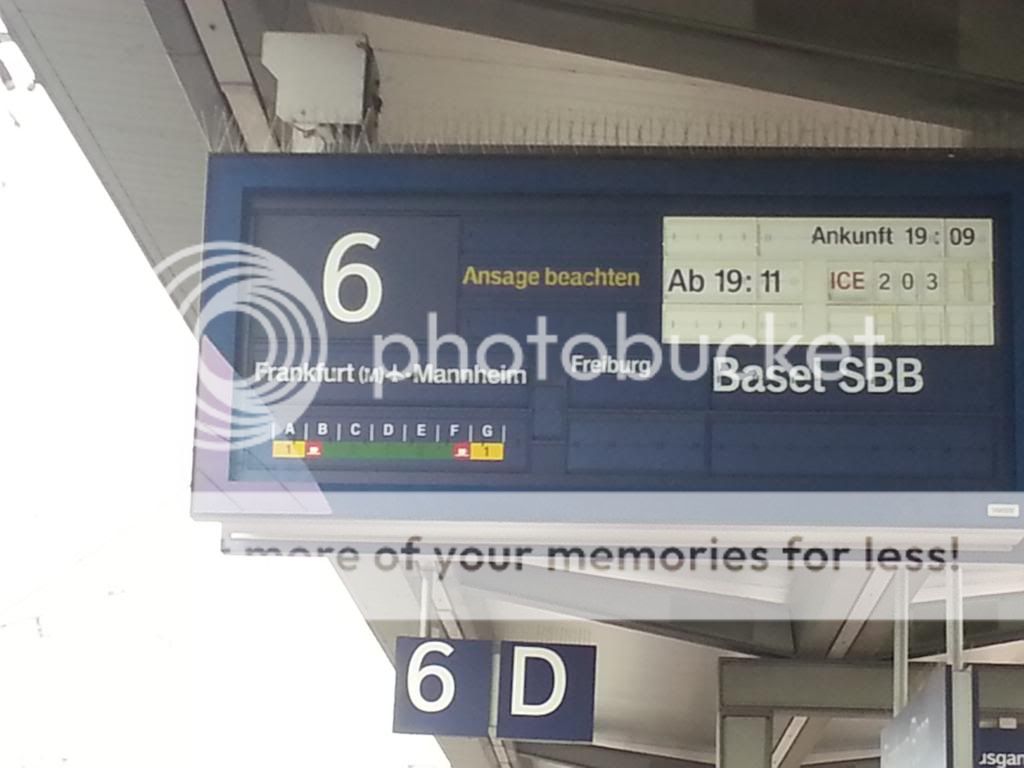 6
Ansage beachten
Ankunft 19:09
Ab 19:11 ICE 203
Frankfurt (M) ✈-Mannheim
Freiburg
Basel SBB
A B C D E F G
1 1
photobucket
more of your memories for less!
6 D